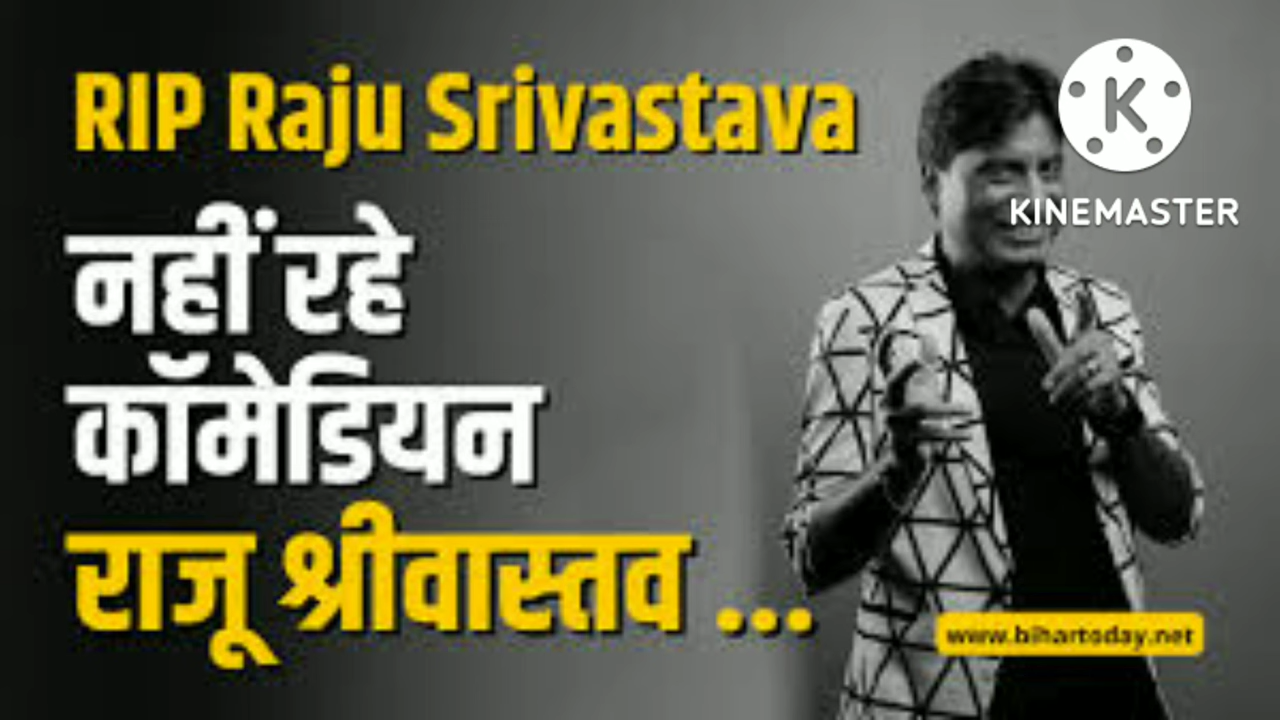 RIP Raju Srivastava
K
KINEMASTER
नहीं रहे
कॉमेडियन
राजू श्रीवास्तव ...
www.bihartoday.net